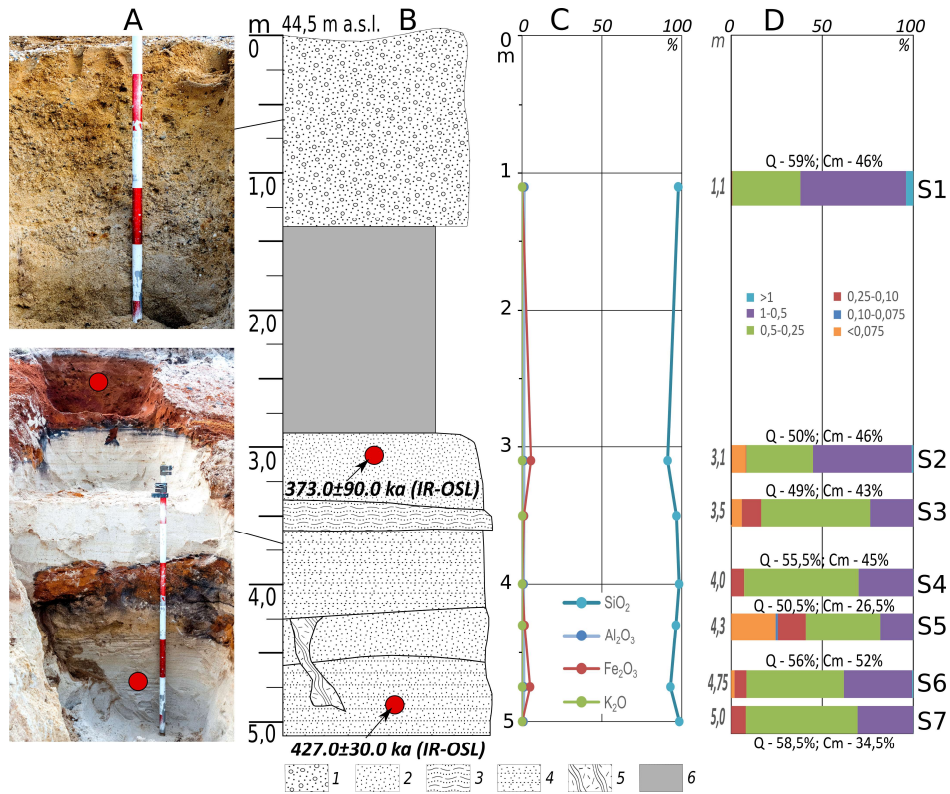 A
B
C
D
m 44,5 m a.s.l.
0
1,0
2,0
3,0
373.0±90.0 ka (IR-OSL)
4,0
5,0
427.0±30.0 ka (IR-OSL)
1
2
3
4
5
6
0 50 100
m %
1
2
3
4
5
SiO₂
Al₂O₃
Fe₂O₃
K₂O
0 50 100
m %
Q - 59%; Cm - 46%
1,1 S1
>1
1-0,5
0,5-0,25
0,25-0,10
0,10-0,075
<0,075
Q - 50%; Cm - 46%
3,1 S2
Q - 49%; Cm - 43%
3,5 S3
Q - 55,5%; Cm - 45%
4,0 S4
Q - 50,5%; Cm - 26,5%
4,3 S5
Q - 56%; Cm - 52%
4,75 S6
5,0 S7
Q - 58,5%; Cm - 34,5%